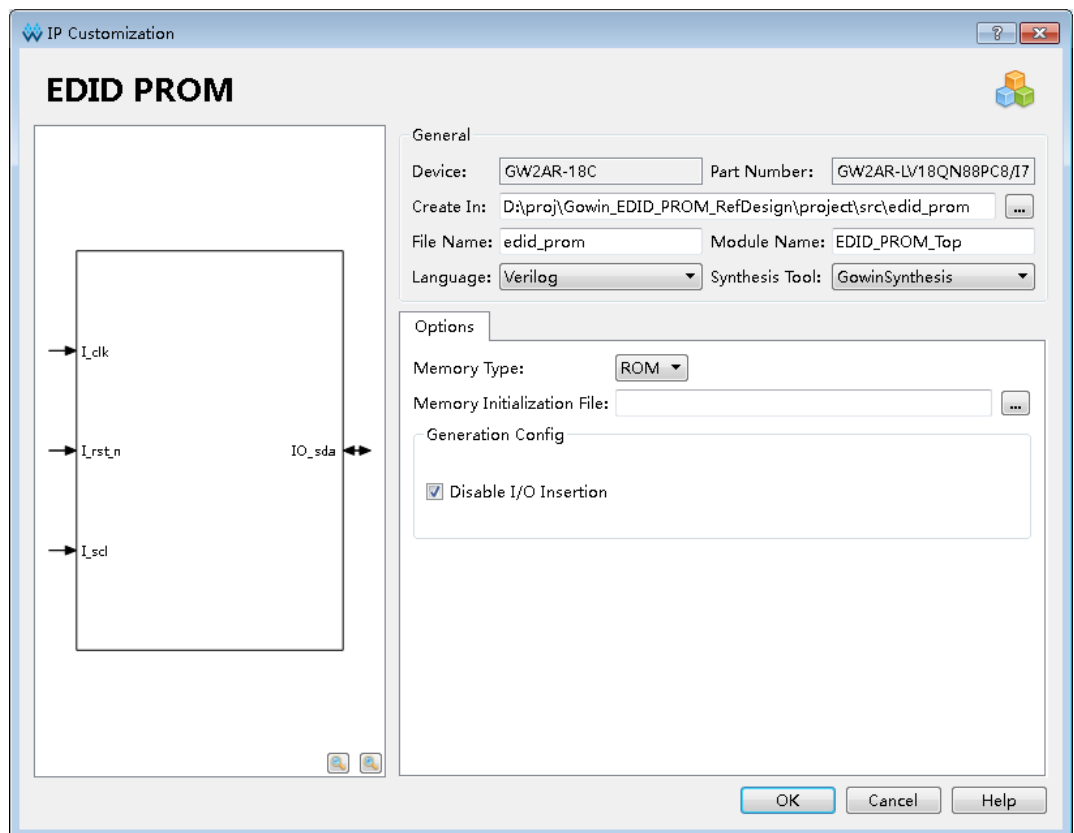 IP Customization
EDID PROM
General
Device: GW2AR-18C Part Number: GW2AR-LV18QN88PC8/I7
Create In: D:\proj\Gowin_EDID_PROM_RefDesign\project\src\edid_prom ...
File Name: edid_prom Module Name: EDID_PROM_Top
Language: Verilog Synthesis Tool: GowinSynthesis
Options
Memory Type: ROM
Memory Initialization File: ...
Generation Config
Disable I/O Insertion
I_clk
I_rst_n IO_sda
I_scl
OK Cancel Help